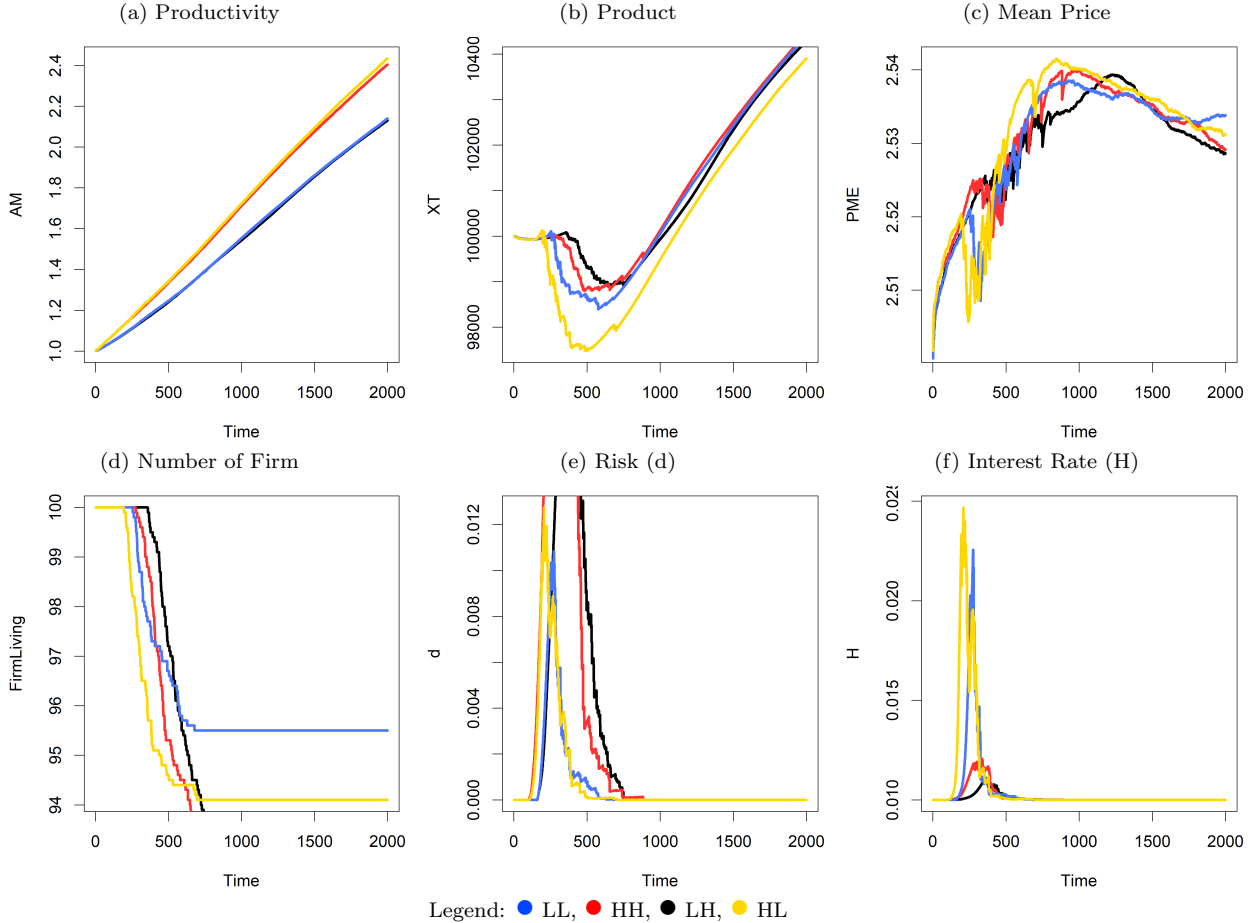 (a) Productivity
(b) Product
(c) Mean Price
AM
1.0 1.2 1.4 1.6 1.8 2.0 2.2 2.4
0 500 1000 1500 2000
Time
XT
98000 100000 102000 10400
0 500 1000 1500 2000
Time
PME
2.51 2.52 2.53 2.54
0 500 1000 1500 2000
Time
(d) Number of Firm
(e) Risk (d)
(f) Interest Rate (H)
FirmLiving
94 95 96 97 98 99 100
0 500 1000 1500 2000
Time
d
0.000 0.004 0.008 0.012
0 500 1000 1500 2000
Time
H
0.010 0.015 0.020 0.025
0 500 1000 1500 2000
Time
Legend: LL, HH, LH, HL